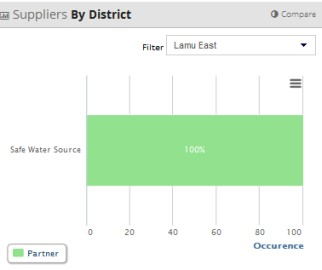 Suppliers By District
Compare
Filter Lamu East
Safe Water Source
100%
0 20 40 60 80 100
Occurence
Partner